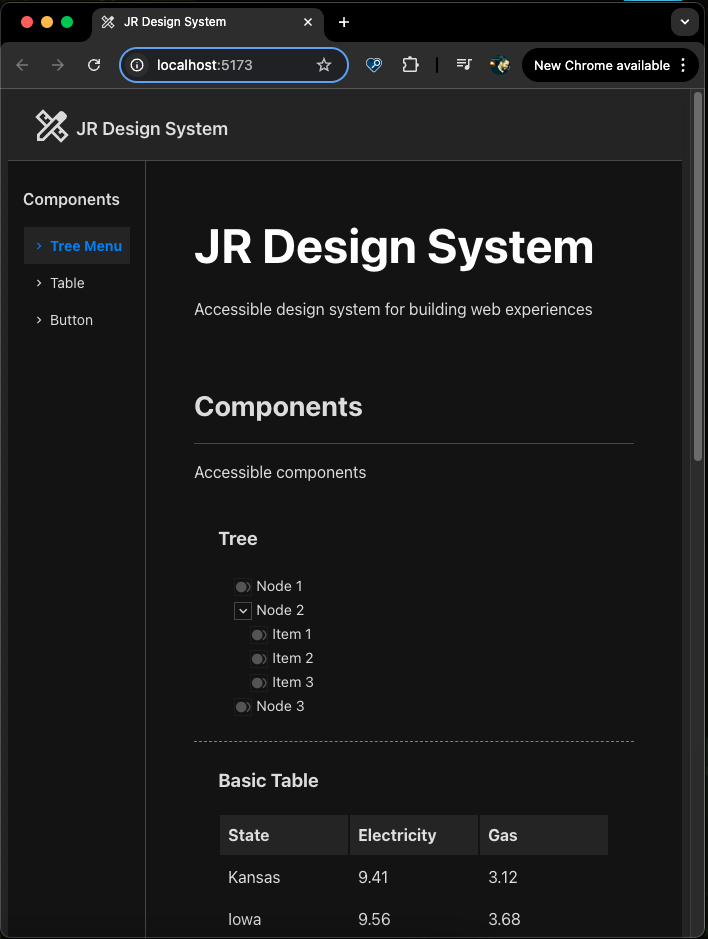 JR Design System
localhost:5173
New Chrome available
JR Design System
Components
Tree Menu
Table
Button
JR Design System
Accessible design system for building web experiences
Components
Accessible components
Tree
Node 1
Node 2
Item 1
Item 2
Item 3
Node 3
Basic Table
State Electricity Gas
Kansas 9.41 3.12
Iowa 9.56 3.68